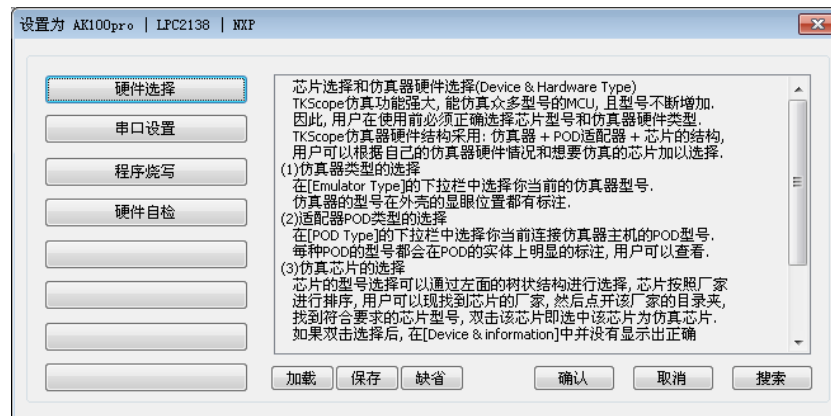 设置为 AK100pro | LPC2138 | NXP
硬件选择
串口设置
程序烧写
硬件自检
芯片选择和仿真器硬件选择(Device & Hardware Type)
TKScope仿真功能强大, 能仿真众多型号的MCU, 且型号不断增加.
因此, 用户在使用前必须正确选择芯片型号和仿真器硬件类型.
TKScope仿真器硬件结构采用: 仿真器 + POD适配器 + 芯片的结构,
用户可以根据自己的仿真器硬件情况和想要仿真的芯片加以选择.
(1)仿真器类型的选择
在[Emulator Type]的下拉栏中选择你当前的仿真器型号.
仿真器的型号在外壳的显眼位置都有标注.
(2)适配器POD类型的选择
在[POD Type]的下拉栏中选择你当前连接仿真器主机的POD型号.
每种POD的型号都会在POD的实体上明显的标注, 用户可以查看.
(3)仿真芯片的选择
芯片的型号选择可以通过左面的树状结构进行选择, 芯片按照厂家
进行排序, 用户可以现找到芯片的厂家, 然后点开该厂家的目录夹,
找到符合要求的芯片型号, 双击该芯片即选中该芯片为仿真芯片.
如果双击选择后, 在[Device & information]中并没有显示出正确
加载 保存 缺省 确认 取消 搜索